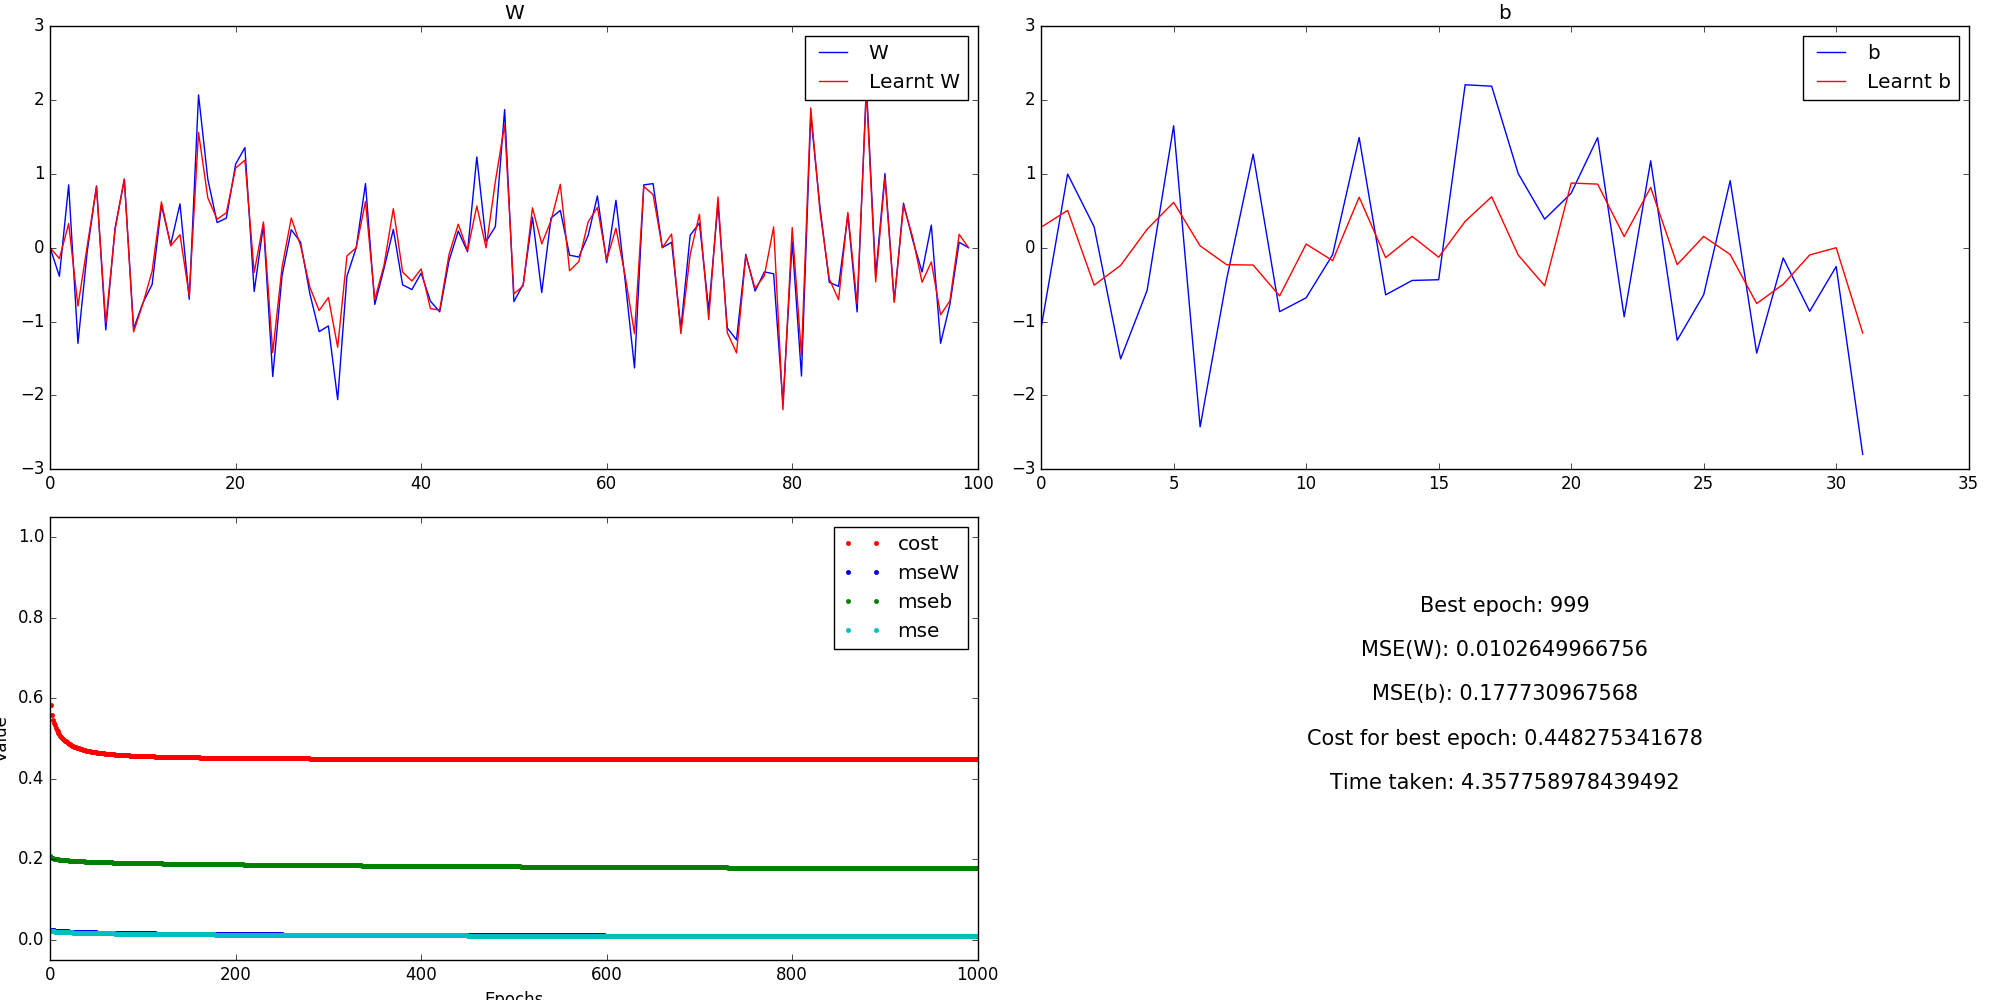 W
3
2
1
0
−1
−2
−3
0 20 40 60 80 100
W
Learnt W
b
3
2
1
0
−1
−2
−3
0 5 10 15 20 25 30 35
b
Learnt b
1.0
0.8
0.6
0.4
0.2
0.0
0 200 400 600 800 1000
Epochs
cost
mseW
mseb
mse
Best epoch: 999
MSE(W): 0.0102649966756
MSE(b): 0.177730967568
Cost for best epoch: 0.448275341678
Time taken: 4.357758978439492